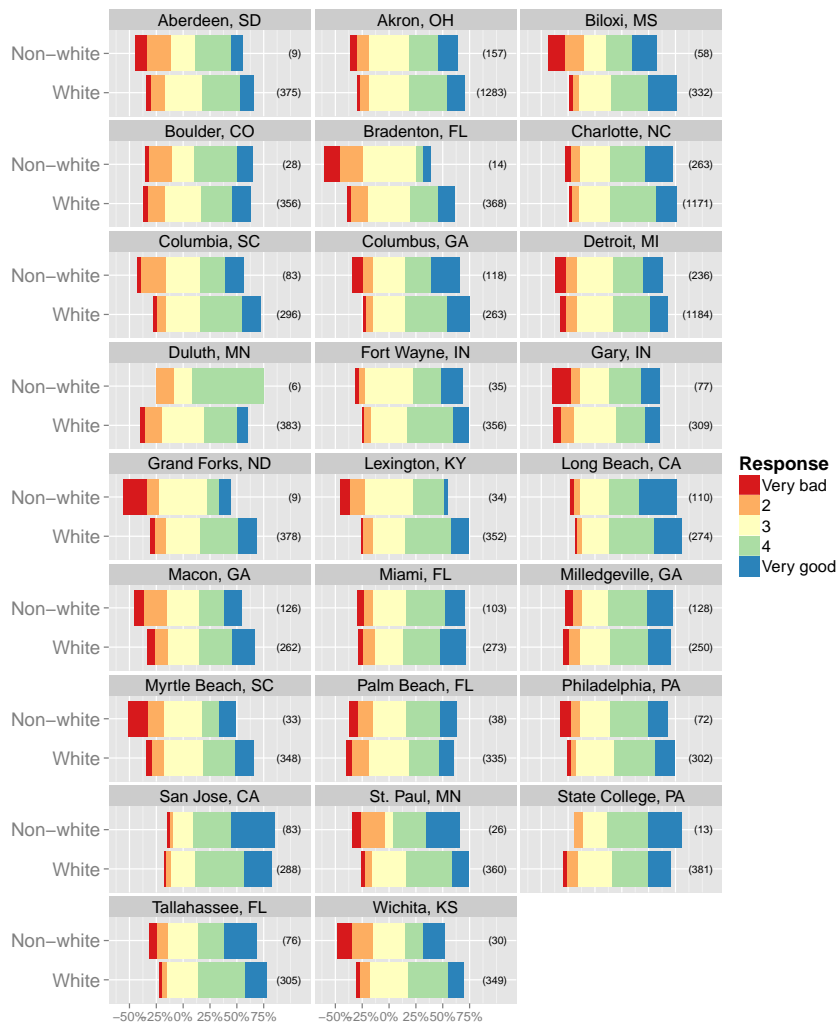 Aberdeen, SD Akron, OH Biloxi, MS
Non−white (9) (157) (58)
White (375) (1283) (332)
Boulder, CO Bradenton, FL Charlotte, NC
Non−white (28) (14) (263)
White (356) (368) (1171)
Columbia, SC Columbus, GA Detroit, MI
Non−white (83) (118) (236)
White (296) (263) (1184)
Duluth, MN Fort Wayne, IN Gary, IN
Non−white (6) (35) (77)
White (383) (356) (309)
Grand Forks, ND Lexington, KY Long Beach, CA
Non−white (9) (34) (110)
White (378) (352) (274)
Macon, GA Miami, FL Milledgeville, GA
Non−white (126) (103) (128)
White (262) (273) (250)
Myrtle Beach, SC Palm Beach, FL Philadelphia, PA
Non−white (33) (38) (72)
White (348) (335) (302)
San Jose, CA St. Paul, MN State College, PA
Non−white (83) (26) (13)
White (288) (360) (381)
Tallahassee, FL Wichita, KS
Non−white (76) (30)
White (305) (349)
−50% −25% 0% 25% 50% 75% −50% −25% 0% 25% 50% 75%
Response
Very bad
2
3
4
Very good